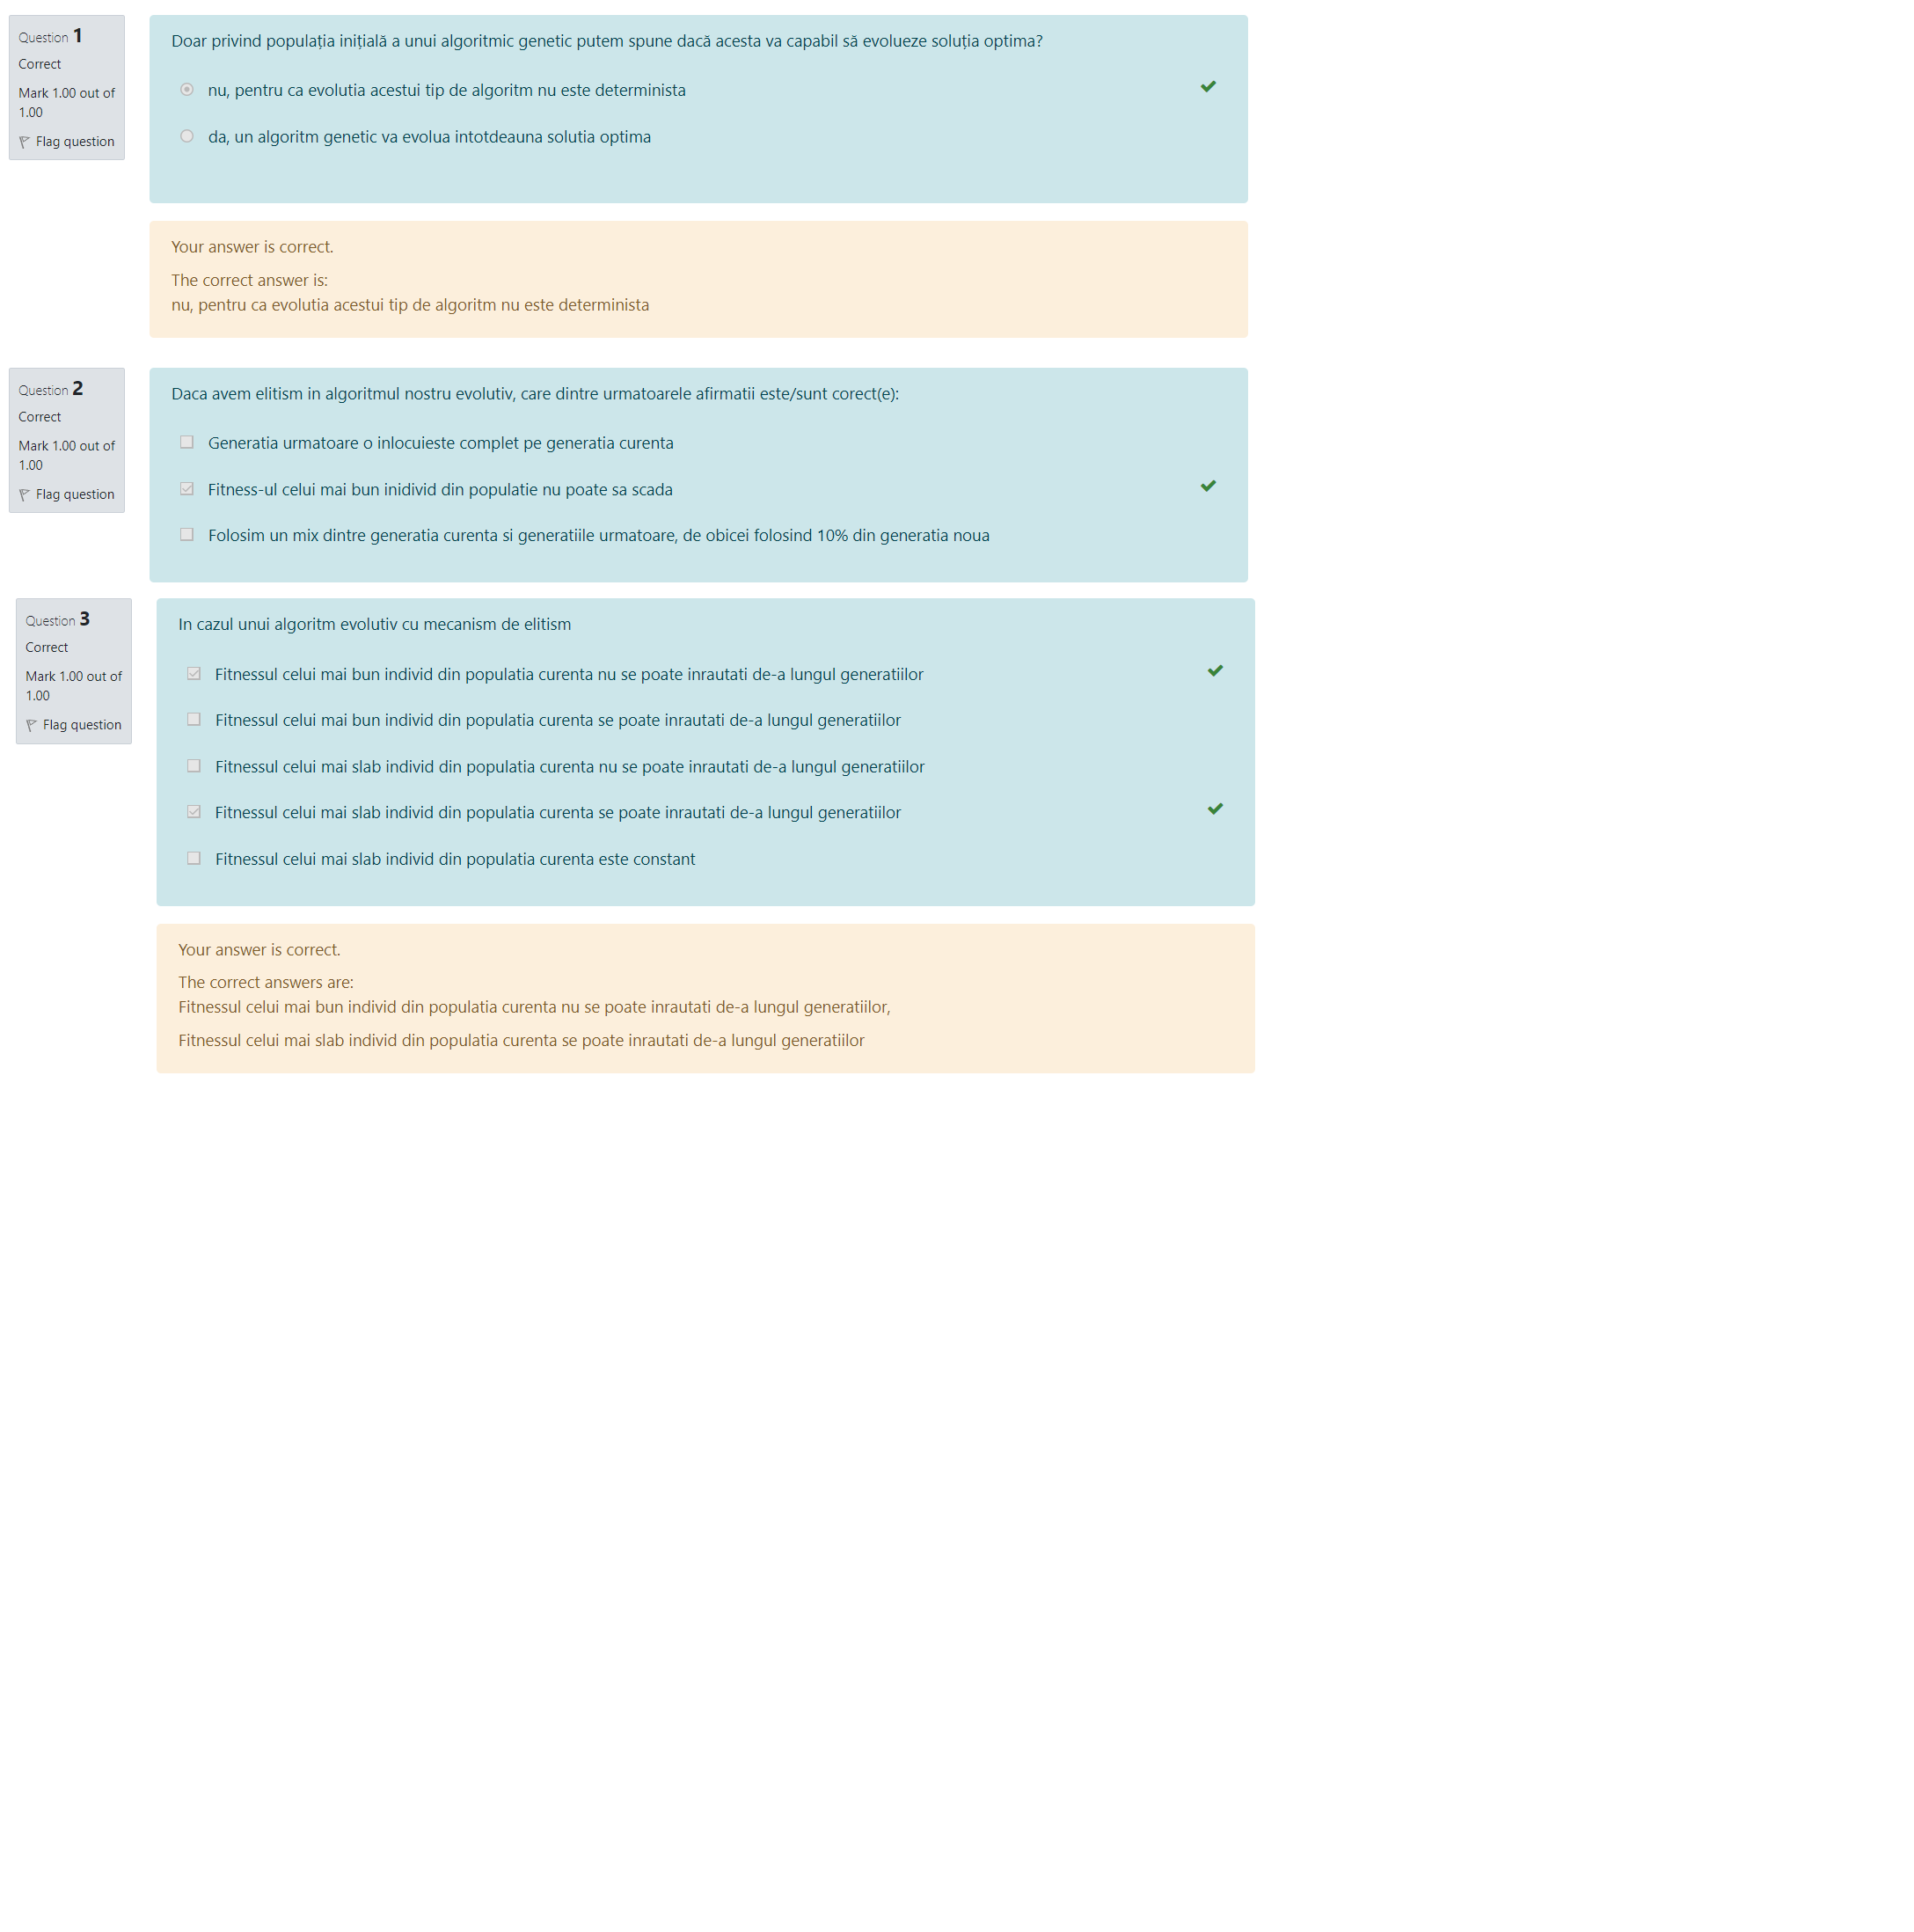 Question 1
Correct
Mark 1.00 out of
1.00
Flag question
Doar privind populația inițială a unui algoritmic genetic putem spune dacă acesta va capabil să evolueze soluția optima?
nu, pentru ca evolutia acestui tip de algoritm nu este determinista
da, un algoritm genetic va evolua intotdeauna solutia optima
Your answer is correct.
The correct answer is:
nu, pentru ca evolutia acestui tip de algoritm nu este determinista
Question 2
Correct
Mark 1.00 out of
1.00
Flag question
Daca avem elitism in algoritmul nostru evolutiv, care dintre urmatoarele afirmatii este/sunt corect(e):
Generatia urmatoare o inlocuieste complet pe generatia curenta
Fitness-ul celui mai bun inidivid din populatie nu poate sa scada
Folosim un mix dintre generatia curenta si generatiile urmatoare, de obicei folosind 10% din generatia noua
Question 3
Correct
Mark 1.00 out of
1.00
Flag question
In cazul unui algoritm evolutiv cu mecanism de elitism
Fitnessul celui mai bun individ din populatia curenta nu se poate inrautati de-a lungul generatiilor
Fitnessul celui mai bun individ din populatia curenta se poate inrautati de-a lungul generatiilor
Fitnessul celui mai slab individ din populatia curenta nu se poate inrautati de-a lungul generatiilor
Fitnessul celui mai slab individ din populatia curenta se poate inrautati de-a lungul generatiilor
Fitnessul celui mai slab individ din populatia curenta este constant
Your answer is correct.
The correct answers are:
Fitnessul celui mai bun individ din populatia curenta nu se poate inrautati de-a lungul generatiilor,
Fitnessul celui mai slab individ din populatia curenta se poate inrautati de-a lungul generatiilor